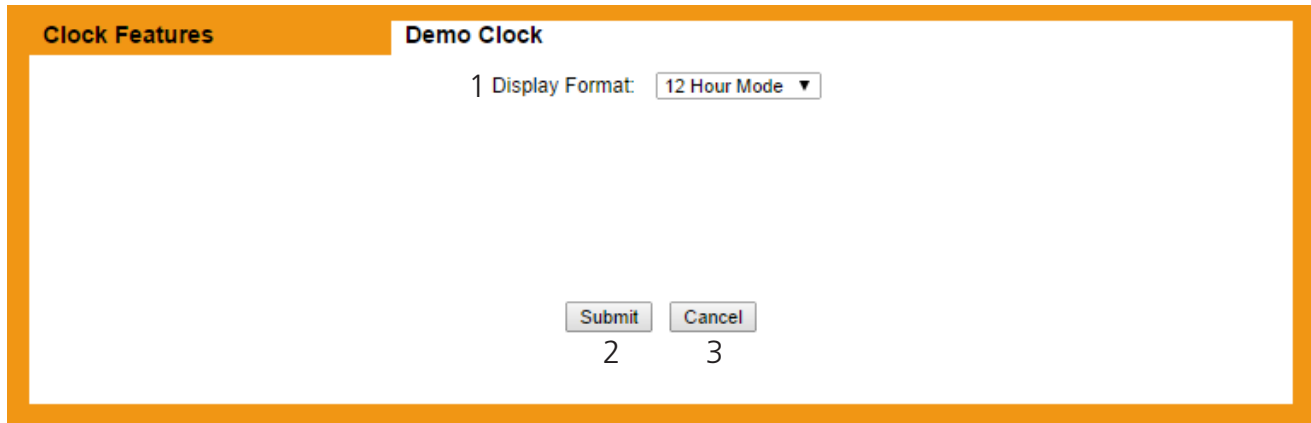 Clock Features Demo Clock
1 Display Format: 12 Hour Mode ▼
Submit Cancel
2 3